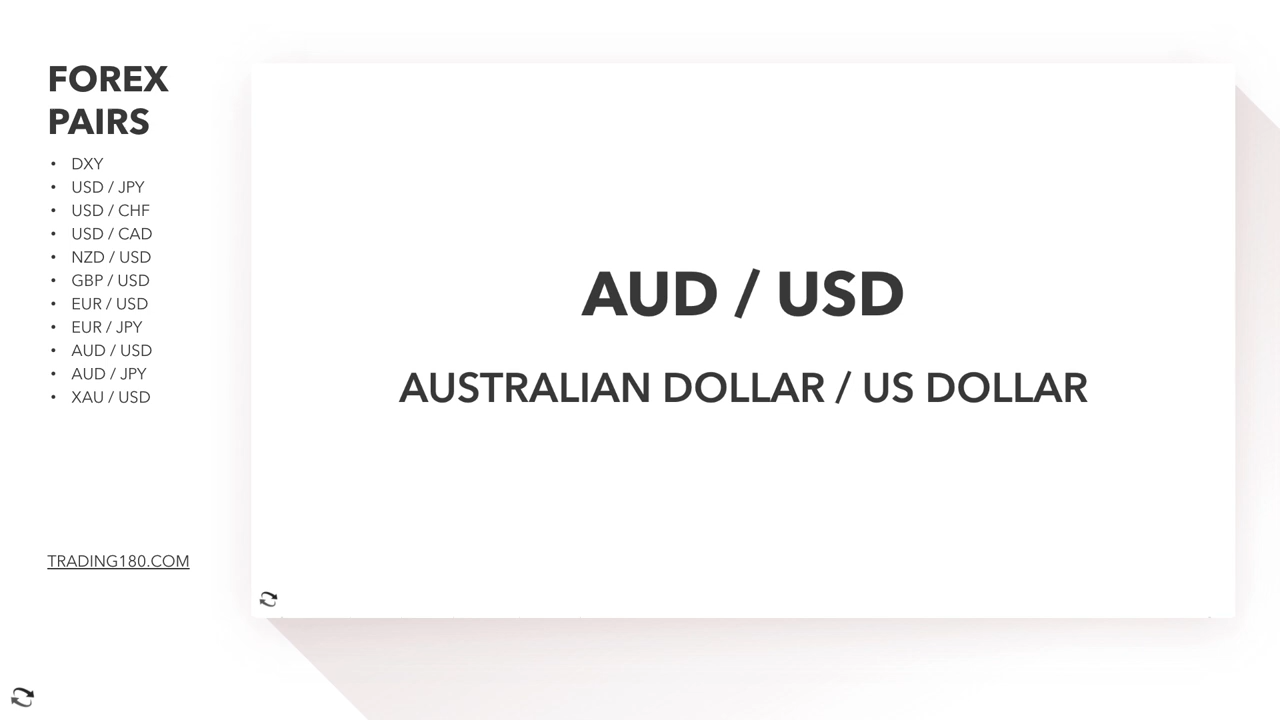 FOREX
PAIRS
• DXY
• USD / JPY
• USD / CHF
• USD / CAD
• NZD / USD
• GBP / USD
• EUR / USD
• EUR / JPY
• AUD / USD
• AUD / JPY
• XAU / USD
TRADING180.COM
AUD / USD
AUSTRALIAN DOLLAR / US DOLLAR